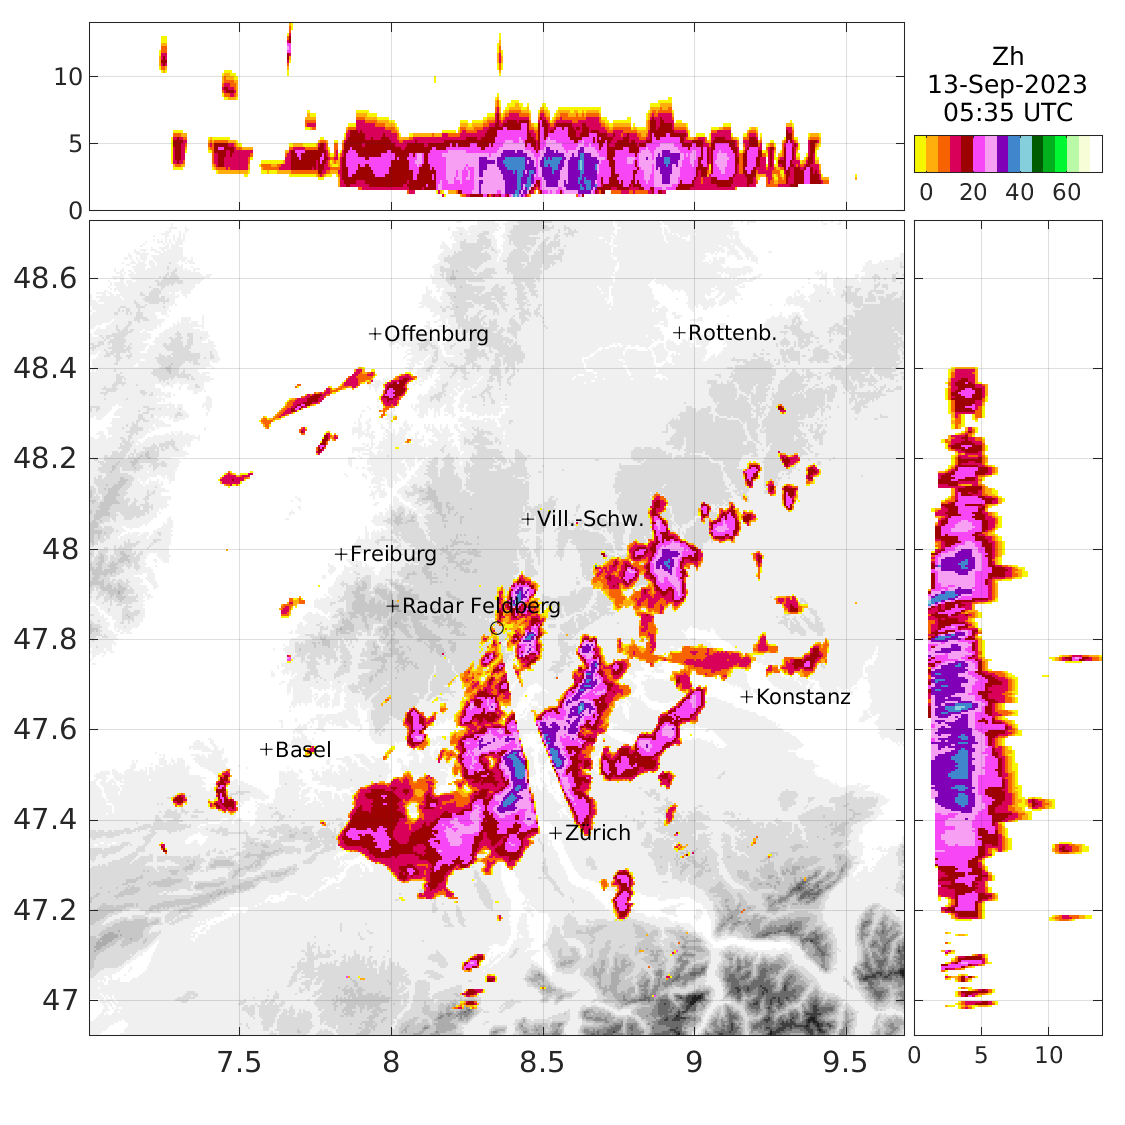 Zh
13-Sep-2023
05:35 UTC
0 20 40 60
10
5
0
48.6
48.4
48.2
48
47.8
47.6
47.4
47.2
47
+Offenburg
+Rottenb.
+Vill.-Schw.
+Freiburg
+Radar Feldberg
+Konstanz
+Basel
+Zürich
7.5 8 8.5 9 9.5
0 5 10